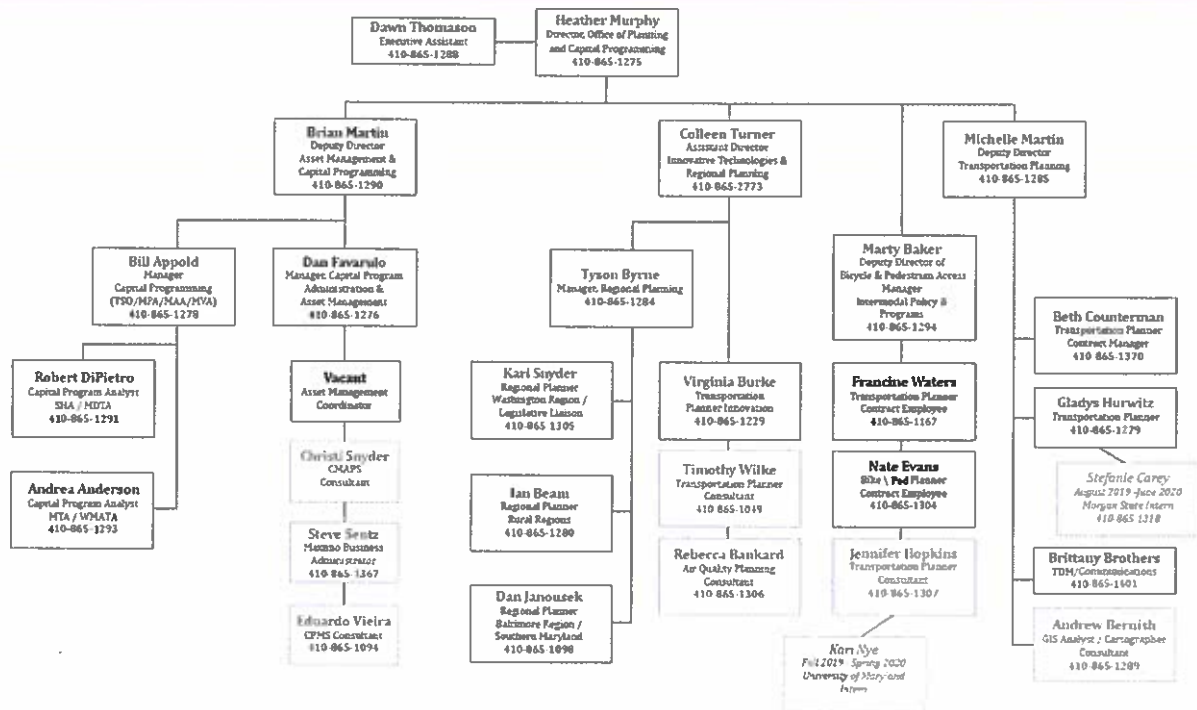 Dawn Thomason
Executive Assistant
410-865-1288
Heather Murphy
Director, Office of Planning
and Capital Programming
410-865-1275
Brian Martin
Deputy Director
Asset Management &
Capital Programming
410-865-1290
Colleen Turner
Assistant Director
Innovative Technologies &
Regional Planning
410-865-2773
Michelle Martin
Deputy Director
Transportation Planning
410-865-1285
Bill Appold
Manager
Capital Programming
(TSO/MPA/MAA/MVA)
410-865-1278
Dan Favarulo
Manager, Capital Program
Administration &
Asset Management
410-865-1276
Tyson Byrne
Manager, Regional Planning
410-865-1284
Marty Baker
Deputy Director of
Bicycle & Pedestrian Access
Manager
Intermodal Policy &
Programs
410-865-1294
Robert DiPietro
Capital Program Analyst
SHA / MDTA
410-865-1291
Andrea Anderson
Capital Program Analyst
MTA / WMATA
410-865-1293
Vacant
Asset Management
Coordinator
Christi Snyder
CMAPS
Consultant
Steve Sentz
Maximo Business
Administrator
410-865-1367
Eduardo Vieira
CPMS Consultant
410-865-1094
Kari Snyder
Regional Planner
Washington Region /
Legislative Liaison
410-865-1305
Ian Beam
Regional Planner
Rural Regions
410-865-1280
Dan Janousek
Regional Planner
Baltimore Region /
Southern Maryland
410-865-1098
Virginia Burke
Transportation
Planner Innovation
410-865-1229
Timothy Wilke
Transportation Planner
Consultant
410-865-1049
Rebecca Bankard
Air Quality Planning
Consultant
410-865-1306
Francine Waters
Transportation Planner
Contract Employee
410-865-1167
Nate Evans
Bike \ Ped Planner
Contract Employee
410-865-1304
Jennifer Hopkins
Transportation Planner
Consultant
410-865-1307
Kari Nye
Fall 2019 - Spring 2020
University of Maryland
Intern
Beth Counterman
Transportation Planner
Contract Manager
410-865-1370
Gladys Hurwitz
Transportation Planner
410-865-1279
Stefanie Carey
August 2019 -June 2020
Morgan State Intern
410-865-1318
Brittany Brothers
TDM/Communications
410-865-1601
Andrew Bernish
GIS Analyst / Cartographer
Consultant
410-865-1289